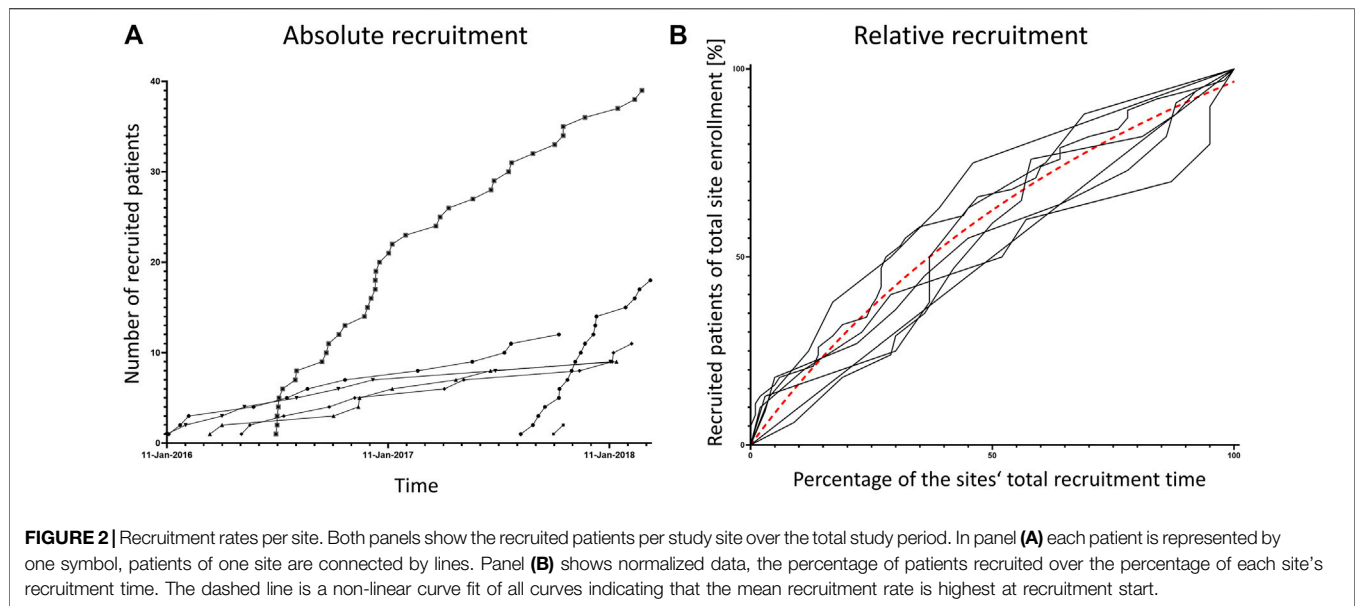 A Absolute recruitment
Number of recruited patients
40
30
20
10
0
11-Jan-2016 11-Jan-2017 11-Jan-2018
Time
B Relative recruitment
Recruited patients of total site enrollment [%]
100
50
0
0 50 100
Percentage of the sites‘ total recruitment time
FIGURE 2 | Recruitment rates per site. Both panels show the recruited patients per study site over the total study period. In panel (A) each patient is represented by
one symbol, patients of one site are connected by lines. Panel (B) shows normalized data, the percentage of patients recruited over the percentage of each site’s
recruitment time. The dashed line is a non-linear curve fit of all curves indicating that the mean recruitment rate is highest at recruitment start.